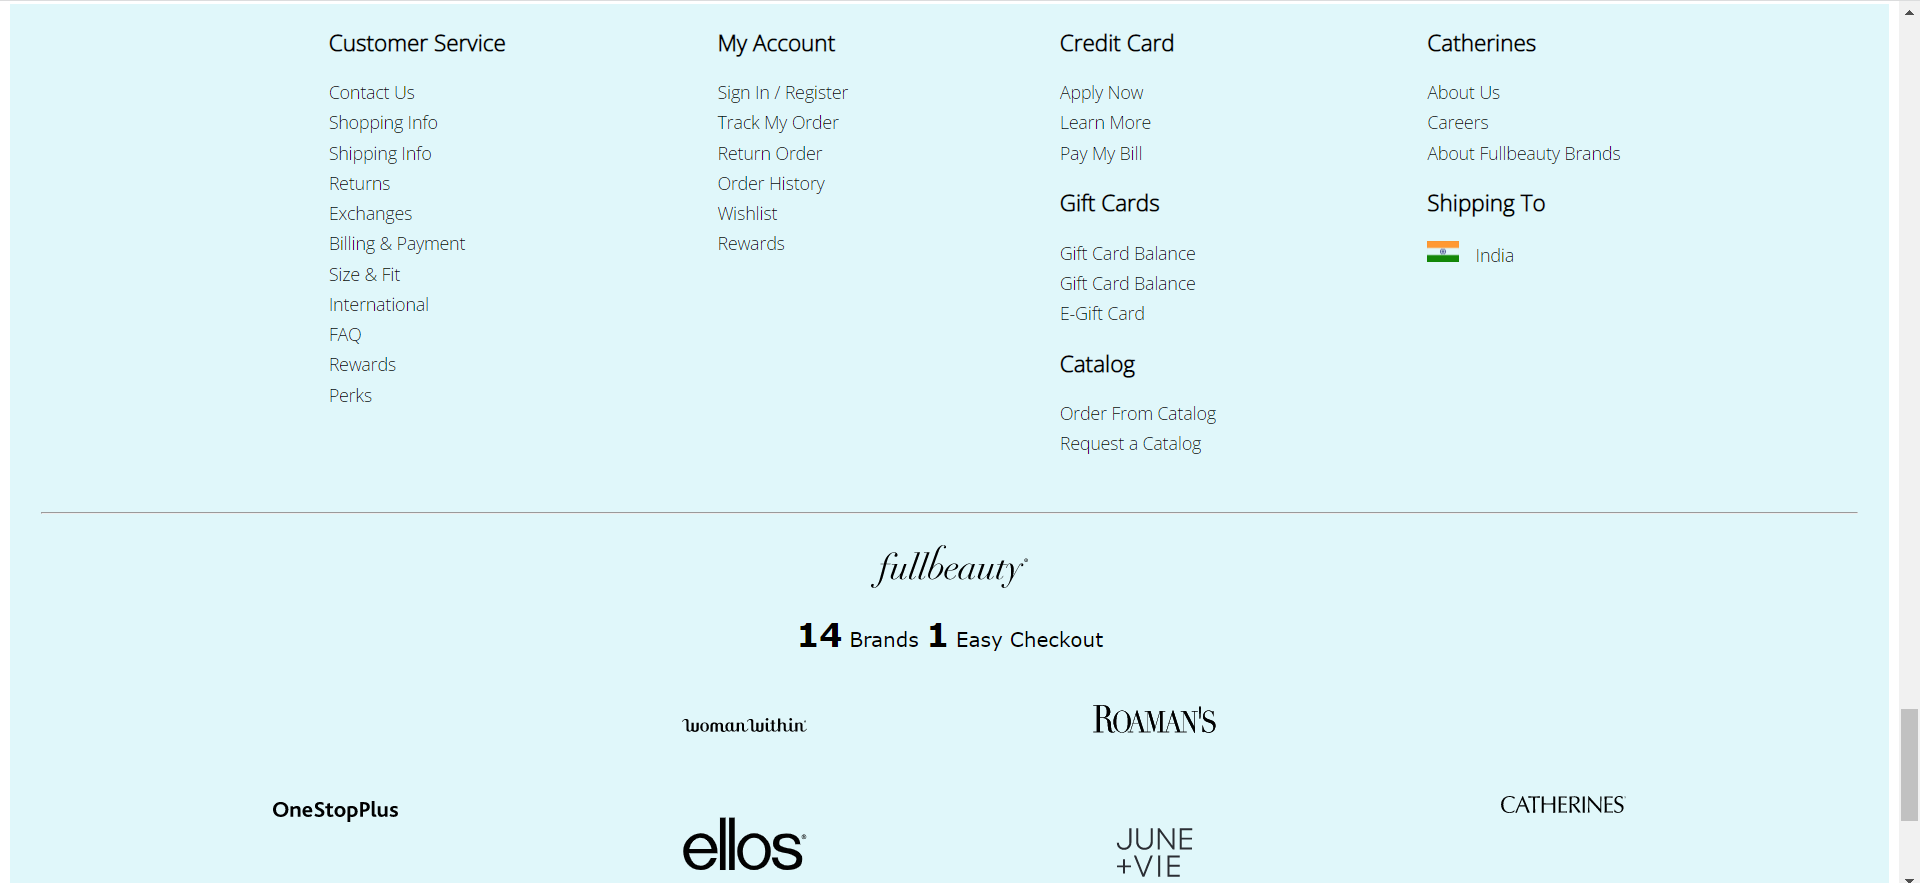 Customer Service
Contact Us
Shopping Info
Shipping Info
Returns
Exchanges
Billing & Payment
Size & Fit
International
FAQ
Rewards
Perks
My Account
Sign In / Register
Track My Order
Return Order
Order History
Wishlist
Rewards
Credit Card
Apply Now
Learn More
Pay My Bill
Gift Cards
Gift Card Balance
Gift Card Balance
E-Gift Card
Catalog
Order From Catalog
Request a Catalog
Catherines
About Us
Careers
About Fullbeauty Brands
Shipping To
India
fullbeauty®
14 Brands 1 Easy Checkout
woman within
ROAMAN'S
OneStopPlus
ellos®
JUNE
+VIE
CATHERINES